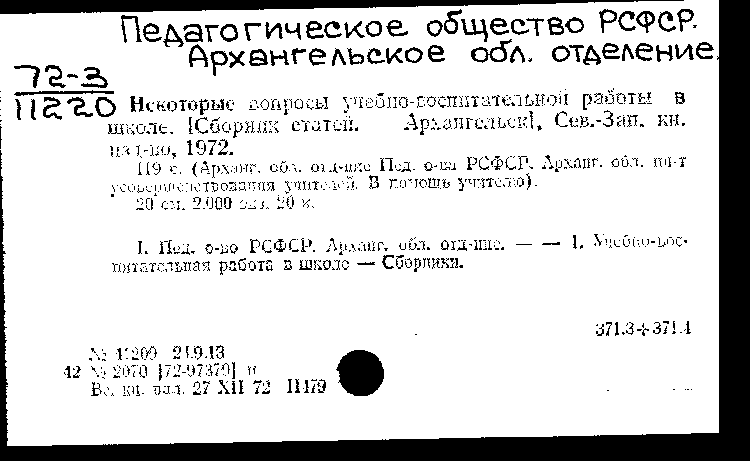 Педагогическое общество РСФСР.
Архангельское обл. отделение.
72-3
11220
Некоторые вопросы учебно-воспитательной работы в
школе. [Сборник статей. Архангельск], Сев.-Зап. кн.
изд-во, 1972.
119 с. (Арханг. обл. отд-ние Пед. о-ва РСФСР. Арханг. обл. ин-т
усовершенствования учителей. В помощь учителю).
20 см. 2.000 экз. 20 к.
I. Пед. о-во РСФСР. Арханг. обл. отд-ние. — — 1. Учебно-вос-
питательная работа в школе — Сборники.
371.3+371.4
№ 24.9.13
42 № 2070 [72-97379] п
Вс. кн. пал. 27 XII 72 П179